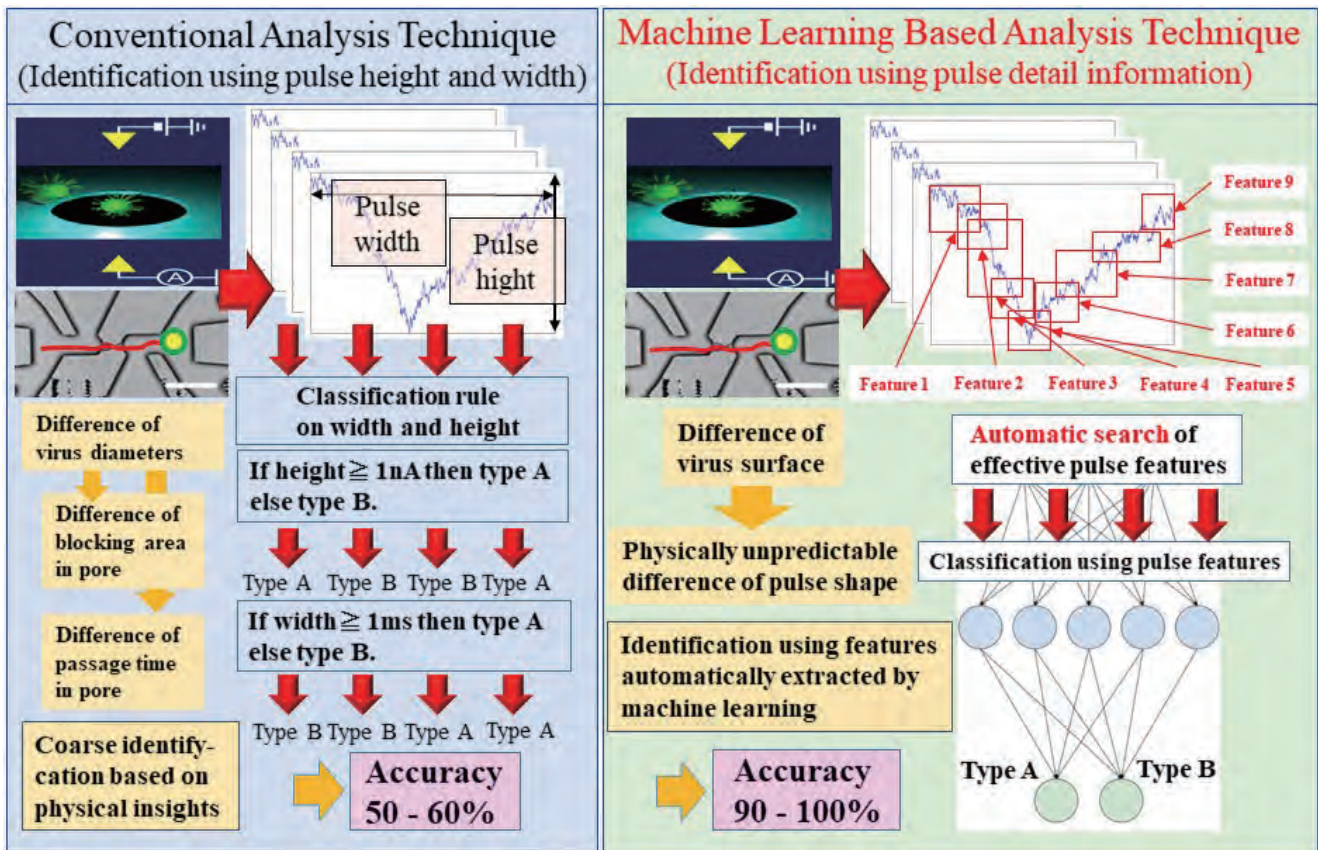 Conventional Analysis Technique
(Identification using pulse height and width)
A
Pulse
width
Pulse
hight
Classification rule
on width and height
If height ≧ 1nA then type A
else type B.
Type A Type B Type B Type A
If width ≧ 1ms then type A
else type B.
Type B Type B Type A Type A
Difference of
virus diameters
Difference of
blocking area
in pore
Difference of
passage time
in pore
Coarse identify-
cation based on
physical insights
Accuracy
50 - 60%
Machine Learning Based Analysis Technique
(Identification using pulse detail information)
A
Feature 9
Feature 8
Feature 7
Feature 6
Feature 1 Feature 2 Feature 3 Feature 4 Feature 5
Difference of
virus surface
Physically unpredictable
difference of pulse shape
Identification using features
automatically extracted by
machine learning
Accuracy
90 - 100%
Automatic search of
effective pulse features
Classification using pulse features
Type A
Type B